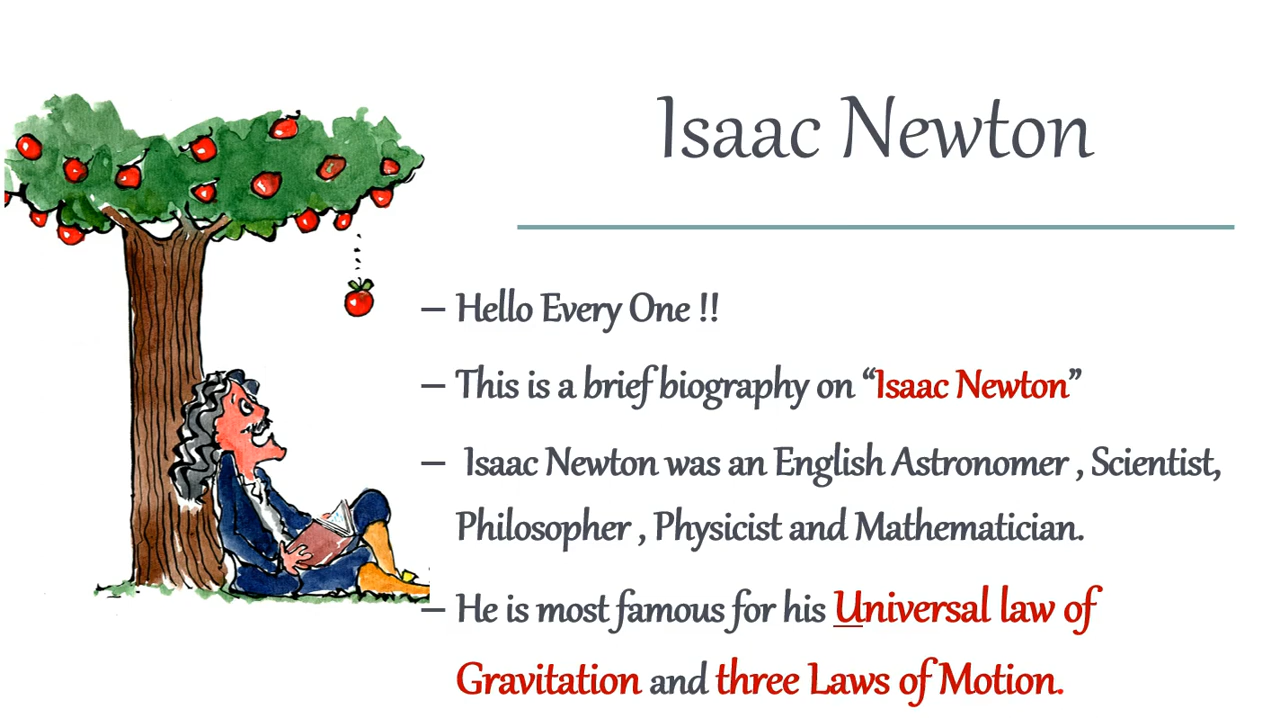 Isaac Newton
– Hello Every One !!
– This is a brief biography on “Isaac Newton”
– Isaac Newton was an English Astronomer , Scientist,
Philosopher , Physicist and Mathematician.
– He is most famous for his Universal law of
Gravitation and three Laws of Motion.